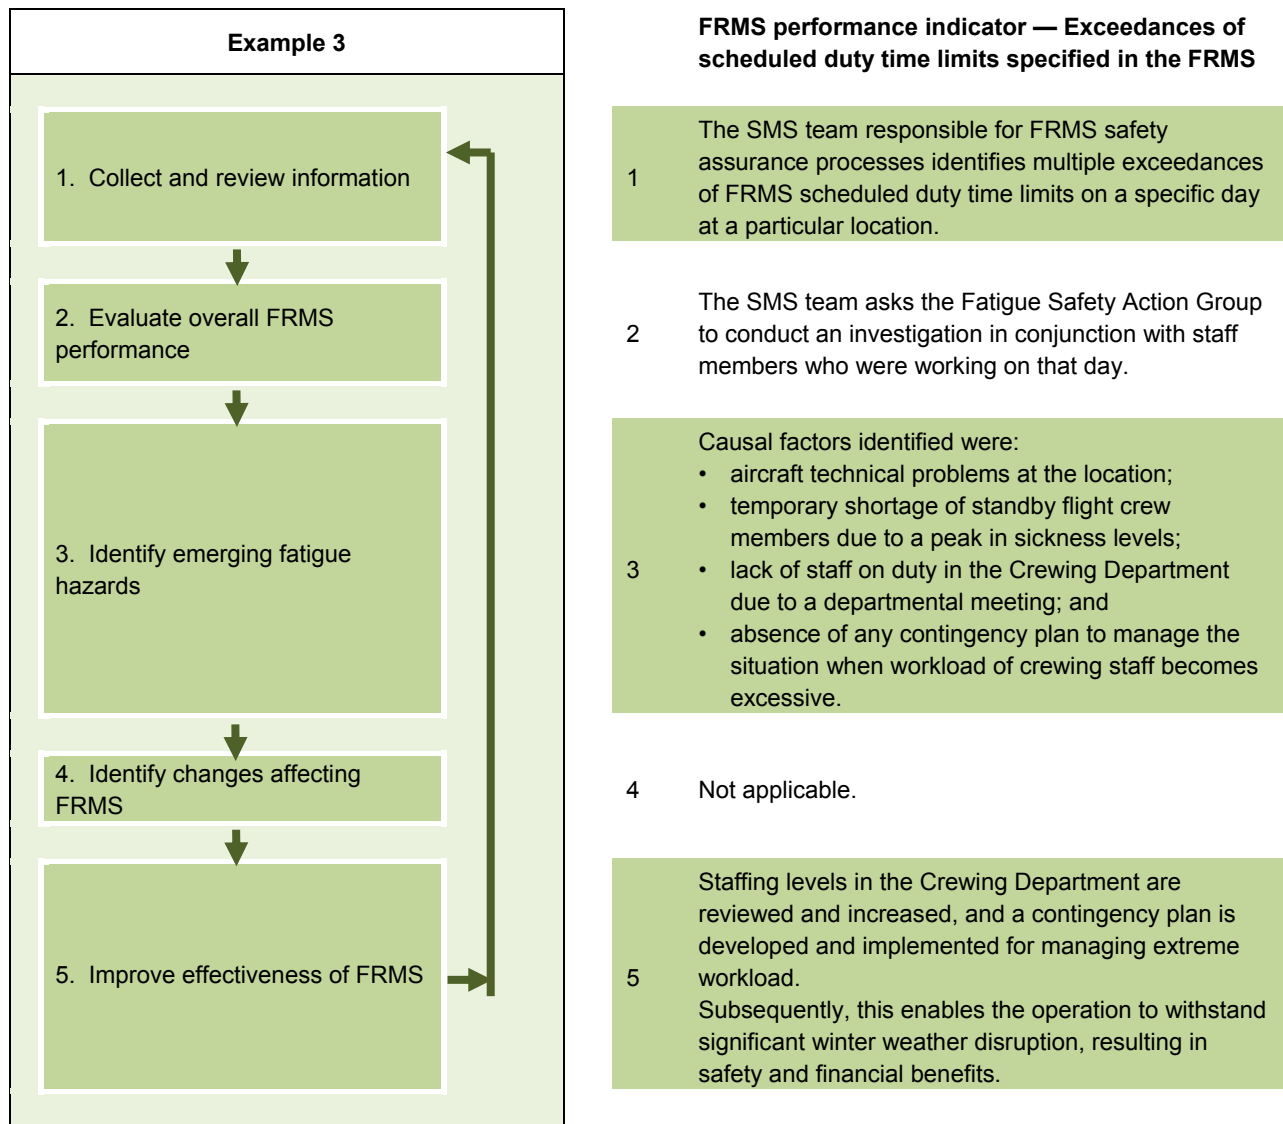 Example 3
FRMS performance indicator — Exceedances of
scheduled duty time limits specified in the FRMS
1. Collect and review information
1
The SMS team responsible for FRMS safety
assurance processes identifies multiple exceedances
of FRMS scheduled duty time limits on a specific day
at a particular location.
2. Evaluate overall FRMS
performance
2
The SMS team asks the Fatigue Safety Action Group
to conduct an investigation in conjunction with staff
members who were working on that day.
3. Identify emerging fatigue
hazards
3
Causal factors identified were:
• aircraft technical problems at the location;
• temporary shortage of standby flight crew
members due to a peak in sickness levels;
• lack of staff on duty in the Crewing Department
due to a departmental meeting; and
• absence of any contingency plan to manage the
situation when workload of crewing staff becomes
excessive.
4. Identify changes affecting
FRMS
4
Not applicable.
5. Improve effectiveness of FRMS
5
Staffing levels in the Crewing Department are
reviewed and increased, and a contingency plan is
developed and implemented for managing extreme
workload.
Subsequently, this enables the operation to withstand
significant winter weather disruption, resulting in
safety and financial benefits.